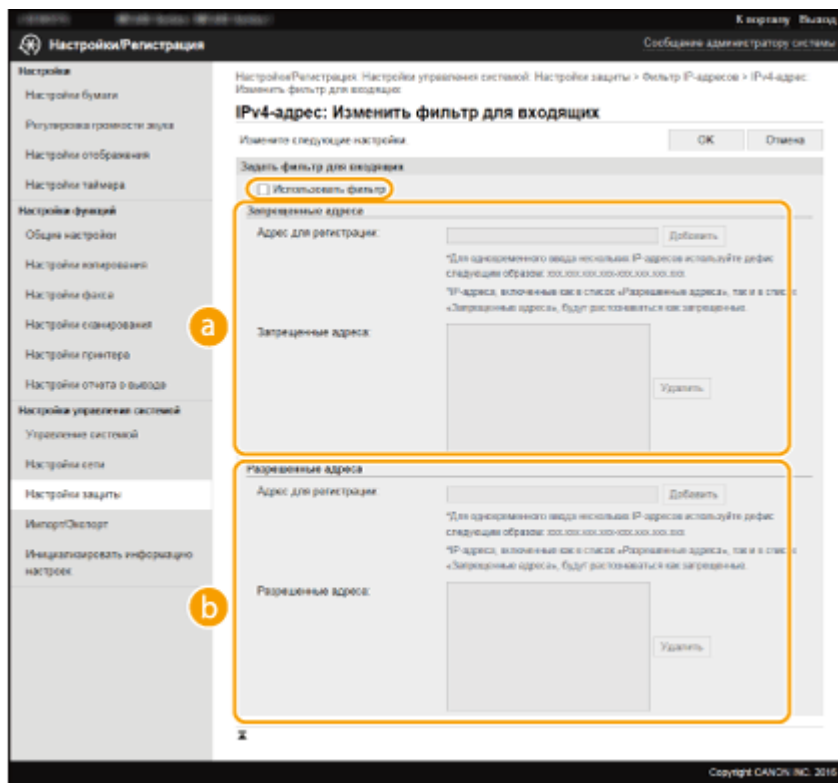 К порталу Выход
Настройки/Регистрация
Сообщение администратору системы
Настройки
Настройки бумаги
Регулировка громкости звука
Настройки отображения
Настройки таймера
Настройки функций
Общие настройки
Настройки копирования
Настройки факса
Настройки сканирования
Настройки принтера
Настройки отчета о выводе
Настройки управления системой
Управление системой
Настройки сети
Настройки защиты
Импорт/Экспорт
Инициализировать информацию
настроек
Настройки/Регистрация: Настройки управления системой: Настройки защиты > Фильтр IP-адресов > IPv4-адрес:
Изменить фильтр для входящих
IPv4-адрес: Изменить фильтр для входящих
Измените следующие настройки.
OK Отмена
Задать фильтр для входящих
Использовать фильтр
a
Запрещенные адреса
Адрес для регистрации: Добавить
*Для одновременного ввода нескольких IP-адресов используйте дефис
следующим образом: xxx.xxx.xxx.xxx-xxx.xxx.xxx.xxx.
*IP-адреса, включенные как в список «Разрешенные адреса», так и в список
«Запрещенные адреса», будут распознаваться как запрещенные.
Запрещенные адреса:
Удалить
b
Разрешенные адреса
Адрес для регистрации: Добавить
*Для одновременного ввода нескольких IP-адресов используйте дефис
следующим образом: xxx.xxx.xxx.xxx-xxx.xxx.xxx.xxx.
*IP-адреса, включенные как в список «Разрешенные адреса», так и в список
«Запрещенные адреса», будут распознаваться как запрещенные.
Разрешенные адреса:
Удалить
Copyright CANON INC.